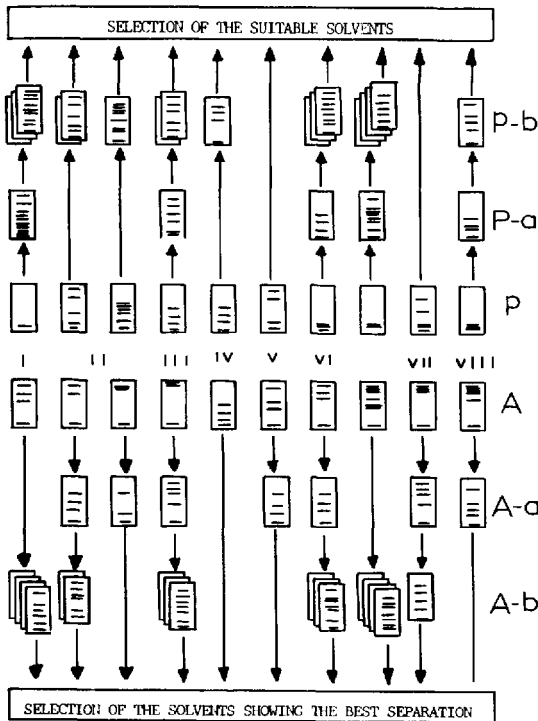 SELECTION OF THE SUITABLE SOLVENTS
P-b
P-a
P
I II III IV V VI VII VIII
A
A-a
A-b
SELECTION OF THE SOLVENTS SHOWING THE BEST SEPARATION